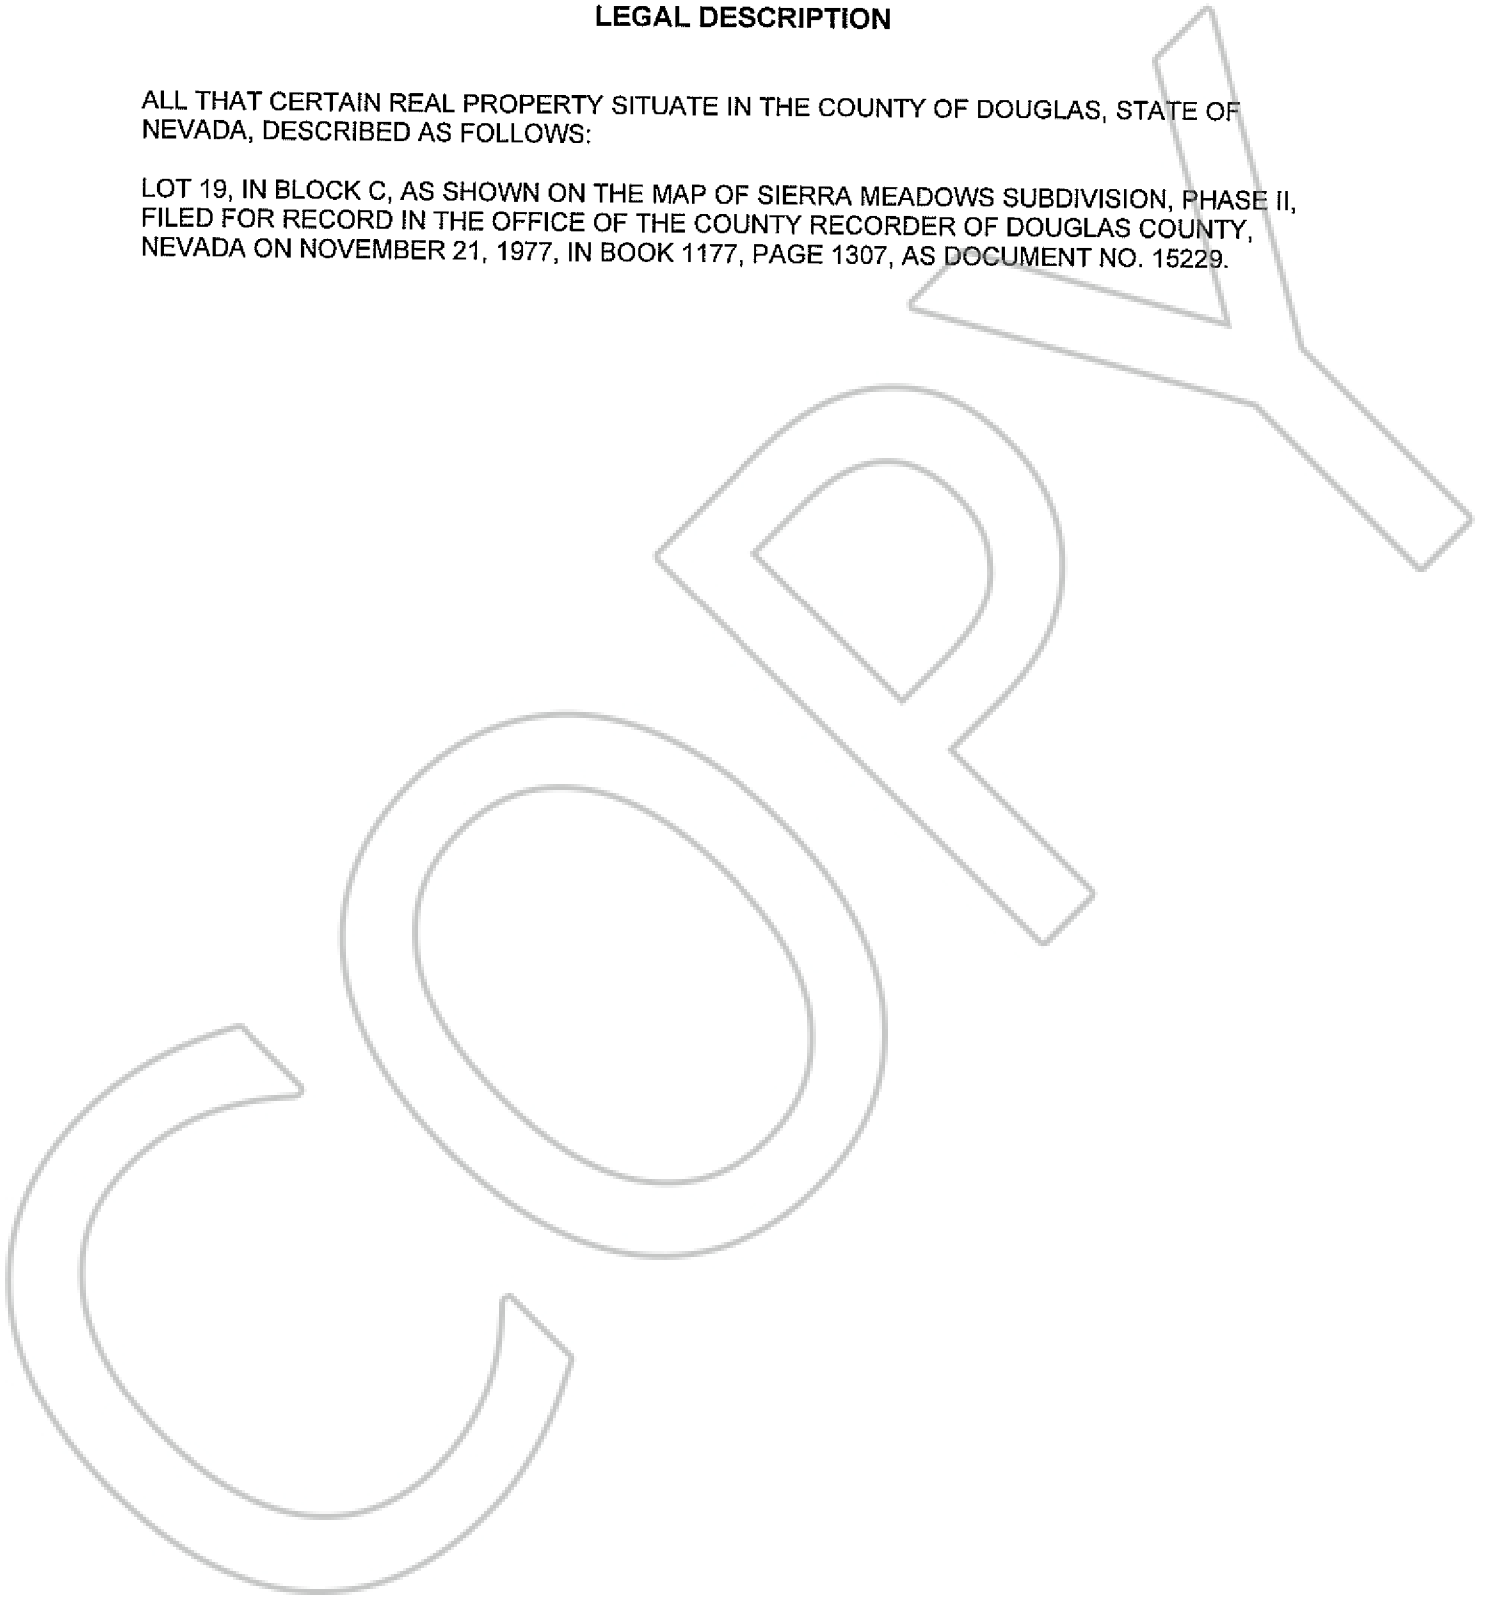 LEGAL DESCRIPTION
ALL THAT CERTAIN REAL PROPERTY SITUATE IN THE COUNTY OF DOUGLAS, STATE OF
NEVADA, DESCRIBED AS FOLLOWS:
LOT 19, IN BLOCK C, AS SHOWN ON THE MAP OF SIERRA MEADOWS SUBDIVISION, PHASE II,
FILED FOR RECORD IN THE OFFICE OF THE COUNTY RECORDER OF DOUGLAS COUNTY,
NEVADA ON NOVEMBER 21, 1977, IN BOOK 1177, PAGE 1307, AS DOCUMENT NO. 15229.
COPY